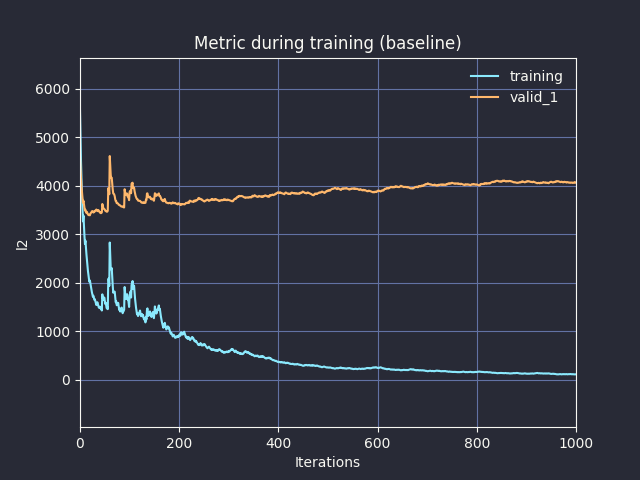 Metric during training (baseline)
training
valid_1
6000
5000
4000
3000
2000
1000
0
l2
0 200 400 600 800 1000
Iterations